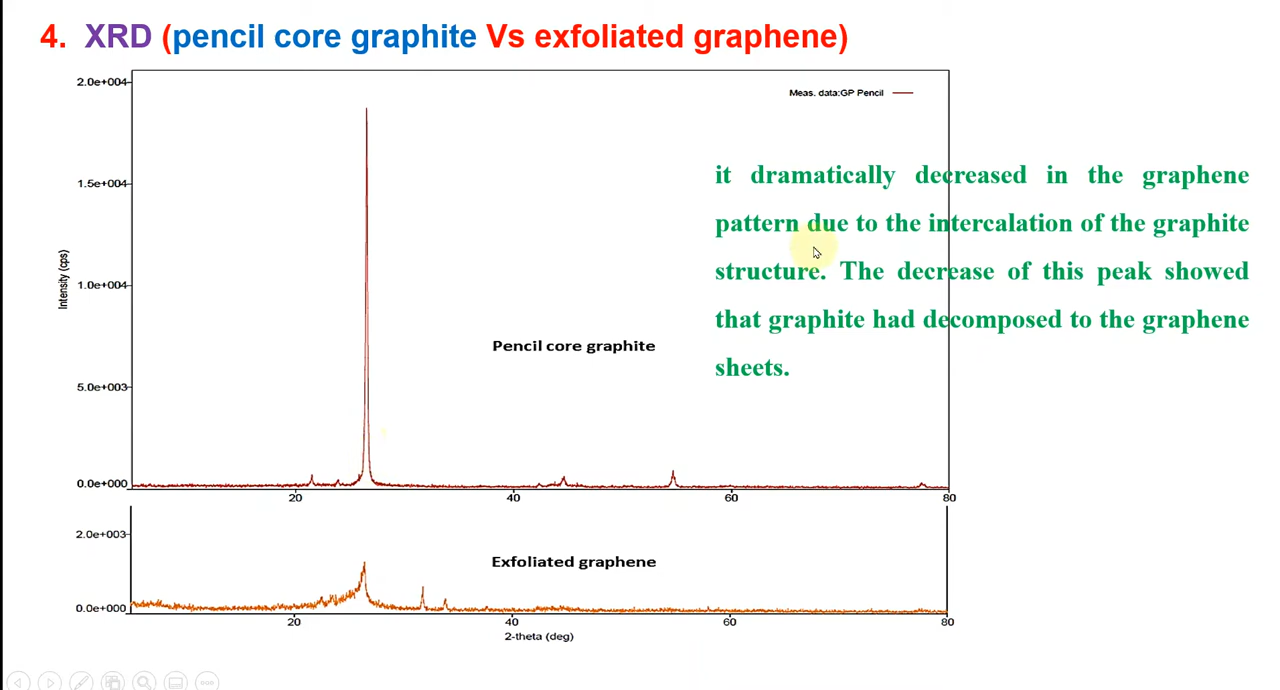 4. XRD (pencil core graphite Vs exfoliated graphene)
2.0e+004
Meas. data:GP Pencil
1.5e+004
it dramatically decreased in the graphene
pattern due to the intercalation of the graphite
structure. The decrease of this peak showed
that graphite had decomposed to the graphene
sheets.
Intensity (cps)
1.0e+004
Pencil core graphite
5.0e+003
0.0e+000
20 40 60 80
2.0e+003
Exfoliated graphene
0.0e+000
20 40 60 80
2-theta (deg)